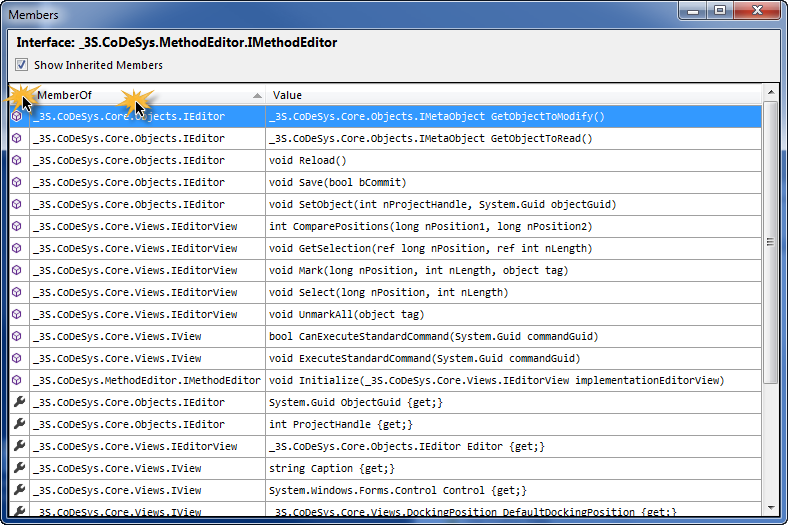 Members
Interface: _3S.CoDeSys.MethodEditor.IMethodEditor
Show Inherited Members
MemberOf Value
_3S.CoDeSys.Core.Objects.IEditor _3S.CoDeSys.Core.Objects.IMetaObject GetObjectToModify()
_3S.CoDeSys.Core.Objects.IEditor _3S.CoDeSys.Core.Objects.IMetaObject GetObjectToRead()
_3S.CoDeSys.Core.Objects.IEditor void Reload()
_3S.CoDeSys.Core.Objects.IEditor void Save(bool bCommit)
_3S.CoDeSys.Core.Objects.IEditor void SetObject(int nProjectHandle, System.Guid objectGuid)
_3S.CoDeSys.Core.Views.IEditorView int ComparePositions(long nPosition1, long nPosition2)
_3S.CoDeSys.Core.Views.IEditorView void GetSelection(ref long nPosition, ref int nLength)
_3S.CoDeSys.Core.Views.IEditorView void Mark(long nPosition, int nLength, object tag)
_3S.CoDeSys.Core.Views.IEditorView void Select(long nPosition, int nLength)
_3S.CoDeSys.Core.Views.IEditorView void UnmarkAll(object tag)
_3S.CoDeSys.Core.Views.IView bool CanExecuteStandardCommand(System.Guid commandGuid)
_3S.CoDeSys.Core.Views.IView void ExecuteStandardCommand(System.Guid commandGuid)
_3S.CoDeSys.MethodEditor.IMethodEditor void Initialize(_3S.CoDeSys.Core.Views.IEditorView implementationEditorView)
_3S.CoDeSys.Core.Objects.IEditor System.Guid ObjectGuid {get;}
_3S.CoDeSys.Core.Objects.IEditor int ProjectHandle {get;}
_3S.CoDeSys.Core.Views.IEditorView _3S.CoDeSys.Core.Objects.IEditor Editor {get;}
_3S.CoDeSys.Core.Views.IView string Caption {get;}
_3S.CoDeSys.Core.Views.IView System.Windows.Forms.Control Control {get;}
_3S.CoDeSys.Core.Views.IView _3S.CoDeSys.Core.Views.DockingPosition DefaultDockingPosition {get;}